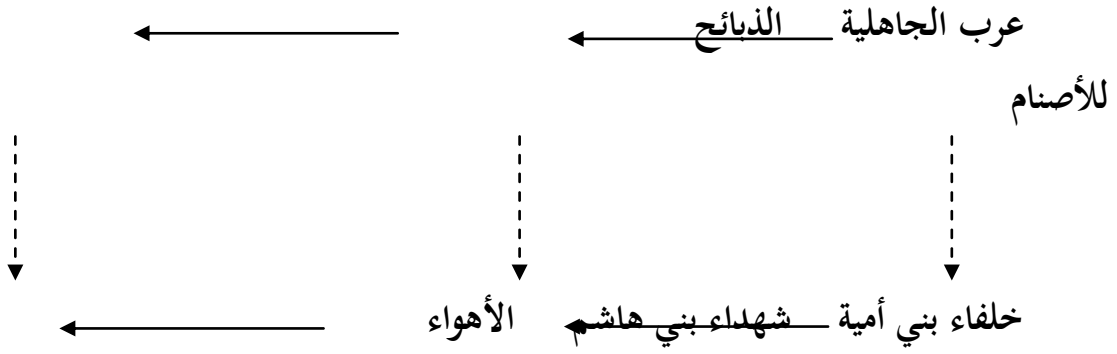 عرب الجاهلية الذبائح
للأصنام
خلفاء بني أمية شهداء بني هاشم الأهواء